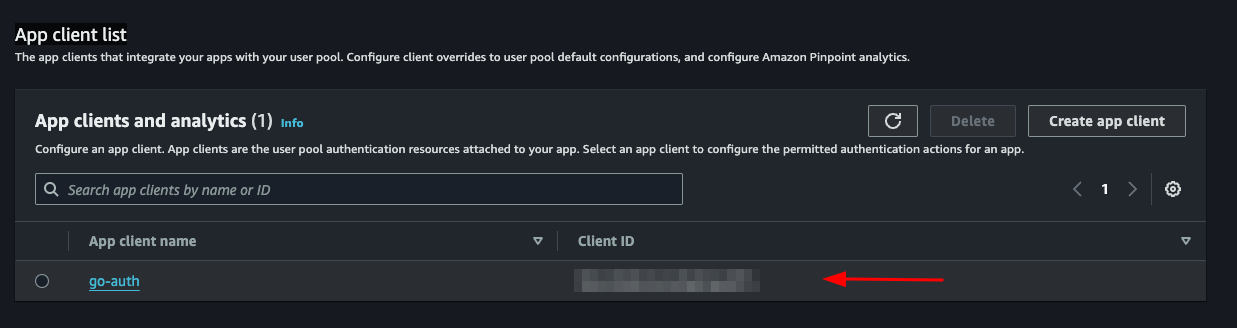 App client list
The app clients that integrate your apps with your user pool. Configure client overrides to user pool default configurations, and configure Amazon Pinpoint analytics.
App clients and analytics (1) Info
Delete
Create app client
Configure an app client. App clients are the user pool authentication resources attached to your app. Select an app client to configure the permitted authentication actions for an app.
Search app clients by name or ID
1
App client name
Client ID
go-auth